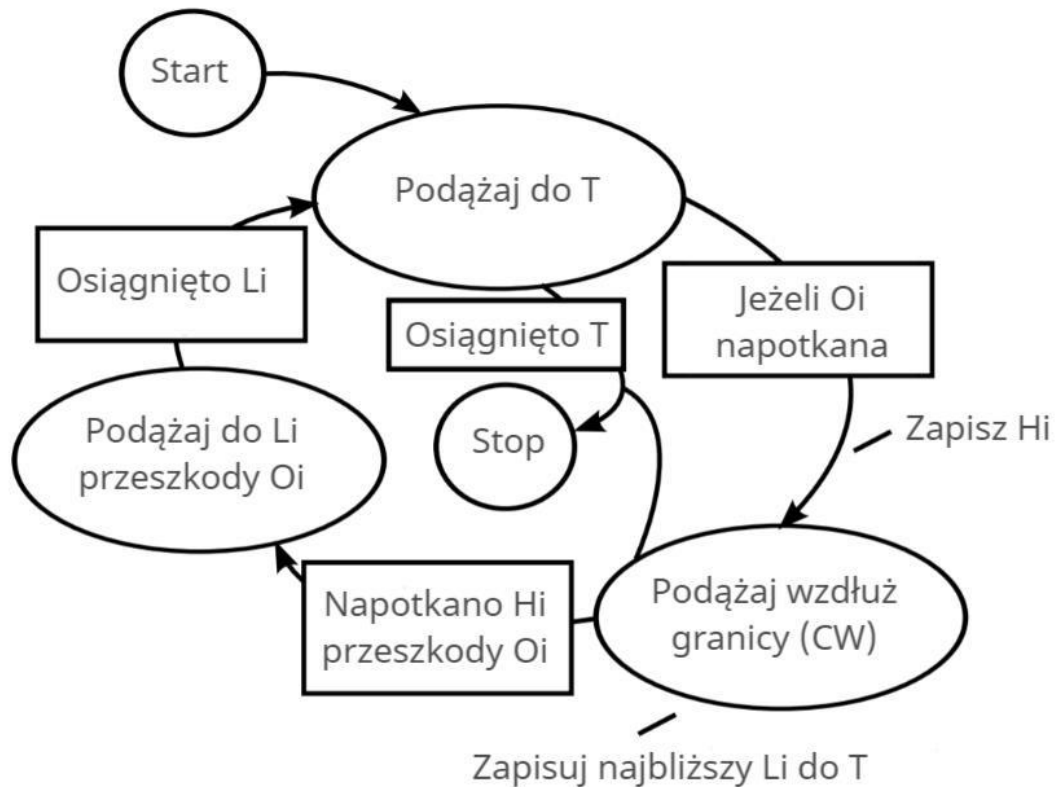 Start
Podążaj do T
Osiągnięto Li
Osiągnięto T
Jeżeli Oi
napotkana
Podążaj do Li
przeszkody Oi
Stop
Zapisz Hi
Napotkano Hi
przeszkody Oi
Podążaj wzdłuż
granicy (CW)
Zapisuj najbliższy Li do T